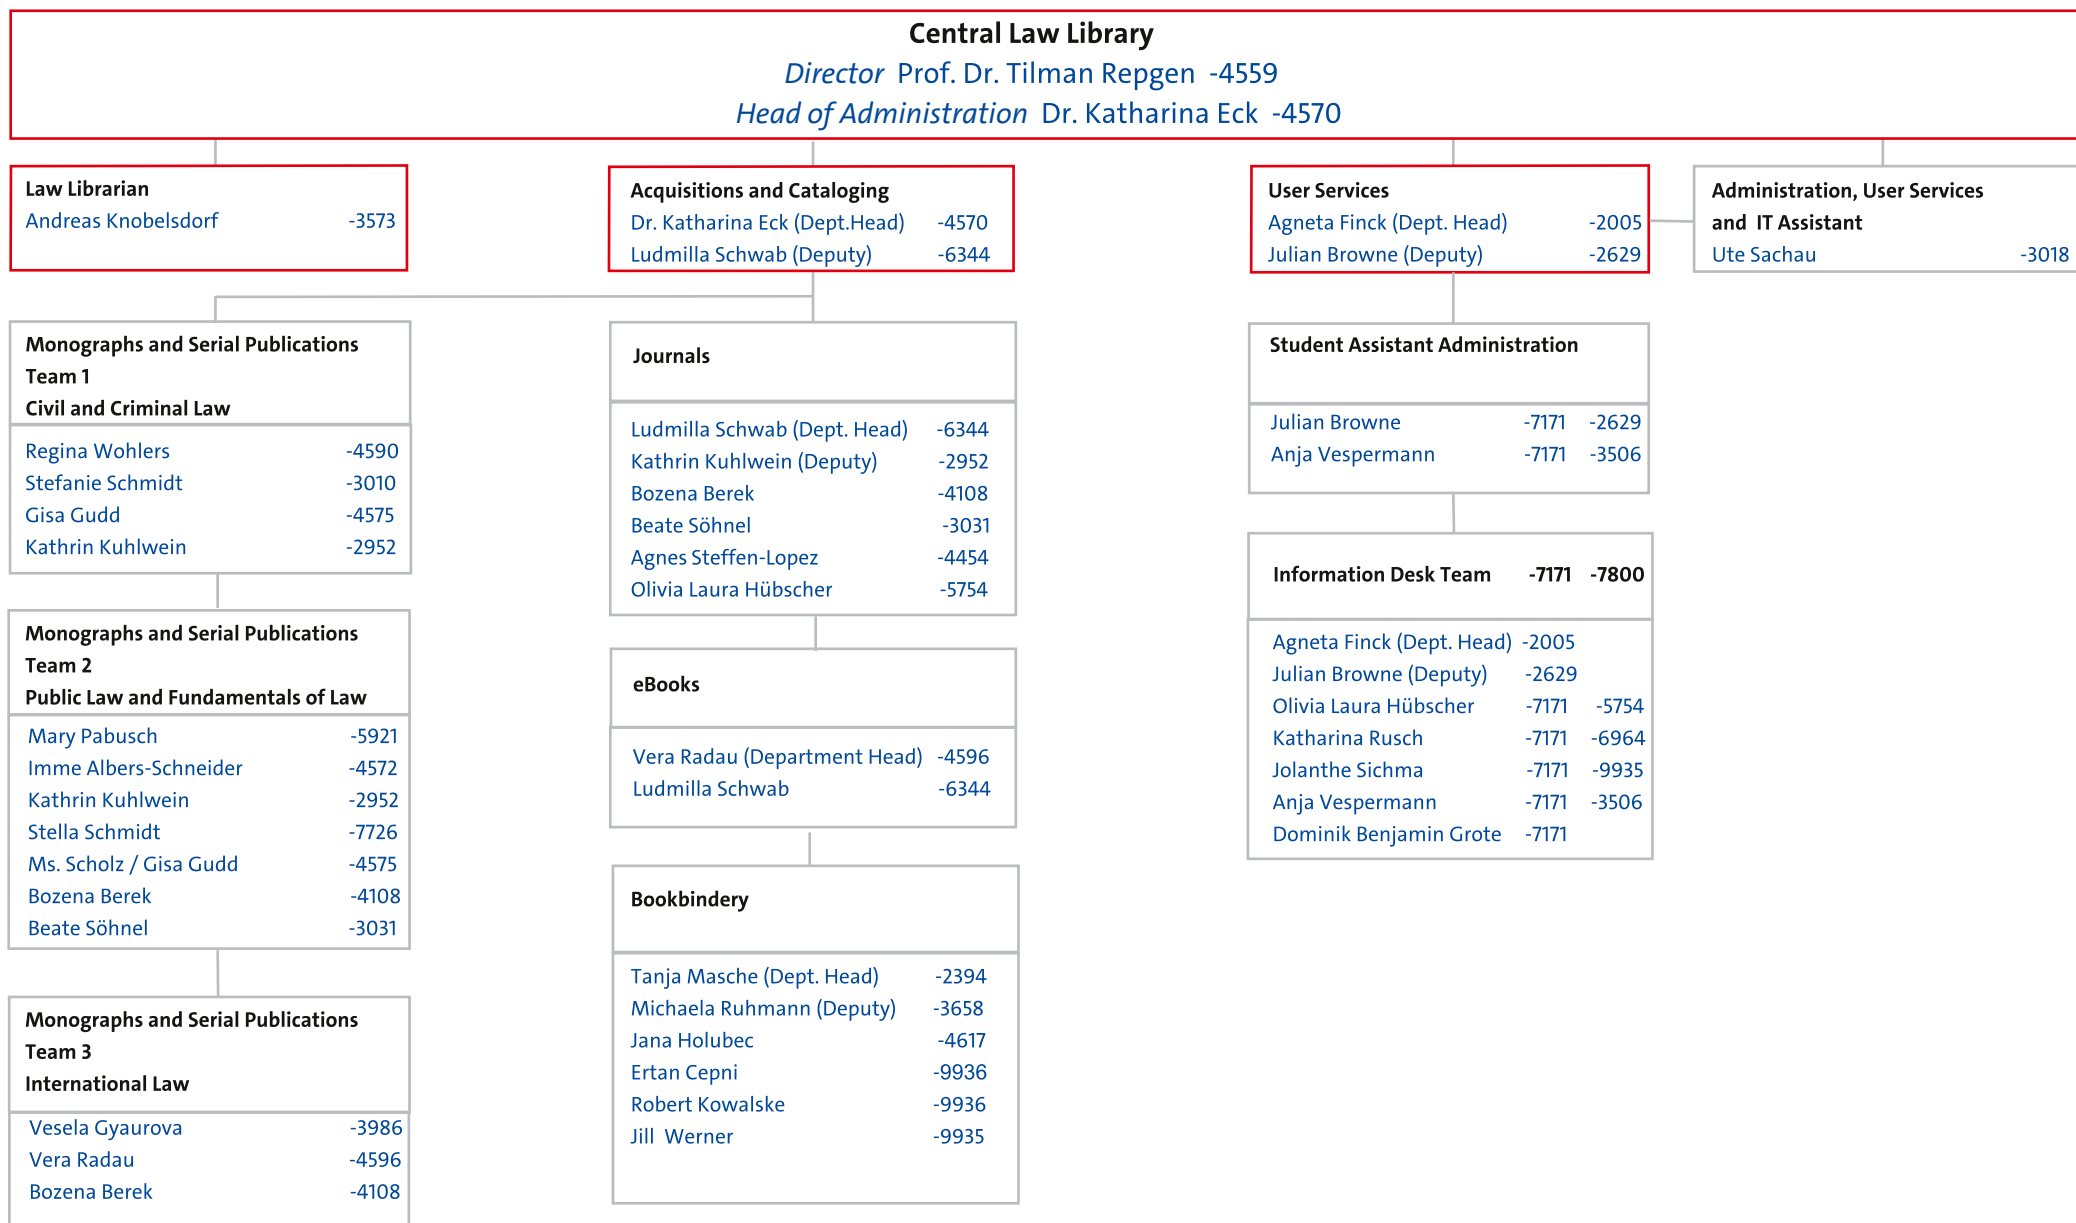 Central Law Library
Director Prof. Dr. Tilman Repgen -4559
Head of Administration Dr. Katharina Eck -4570
Law Librarian
Andreas Knobelsdorf -3573
Acquisitions and Cataloging
Dr. Katharina Eck (Dept.Head) -4570
Ludmilla Schwab (Deputy) -6344
User Services
Agneta Finck (Dept. Head) -2005
Julian Browne (Deputy) -2629
Administration, User Services
and IT Assistant
Ute Sachau -3018
Monographs and Serial Publications
Team 1
Civil and Criminal Law
Regina Wohlers -4590
Stefanie Schmidt -3010
Gisa Gudd -4575
Kathrin Kuhlwein -2952
Monographs and Serial Publications
Team 2
Public Law and Fundamentals of Law
Mary Pabusch -5921
Imme Albers-Schneider -4572
Kathrin Kuhlwein -2952
Stella Schmidt -7726
Ms. Scholz / Gisa Gudd -4575
Bozena Berek -4108
Beate Söhnel -3031
Monographs and Serial Publications
Team 3
International Law
Vesela Gyaurova -3986
Vera Radau -4596
Bozena Berek -4108
Journals
Ludmilla Schwab (Dept. Head) -6344
Kathrin Kuhlwein (Deputy) -2952
Bozena Berek -4108
Beate Söhnel -3031
Agnes Steffen-Lopez -4454
Olivia Laura Hübscher -5754
eBooks
Vera Radau (Department Head) -4596
Ludmilla Schwab -6344
Bookbindery
Tanja Masche (Dept. Head) -2394
Michaela Ruhmann (Deputy) -3658
Jana Holubec -4617
Ertan Cepni -9936
Robert Kowalske -9936
Jill Werner -9935
Student Assistant Administration
Julian Browne -7171 -2629
Anja Vespermann -7171 -3506
Information Desk Team -7171 -7800
Agneta Finck (Dept. Head) -2005
Julian Browne (Deputy) -2629
Olivia Laura Hübscher -7171 -5754
Katharina Rusch -7171 -6964
Jolanthe Sichma -7171 -9935
Anja Vespermann -7171 -3506
Dominik Benjamin Grote -7171